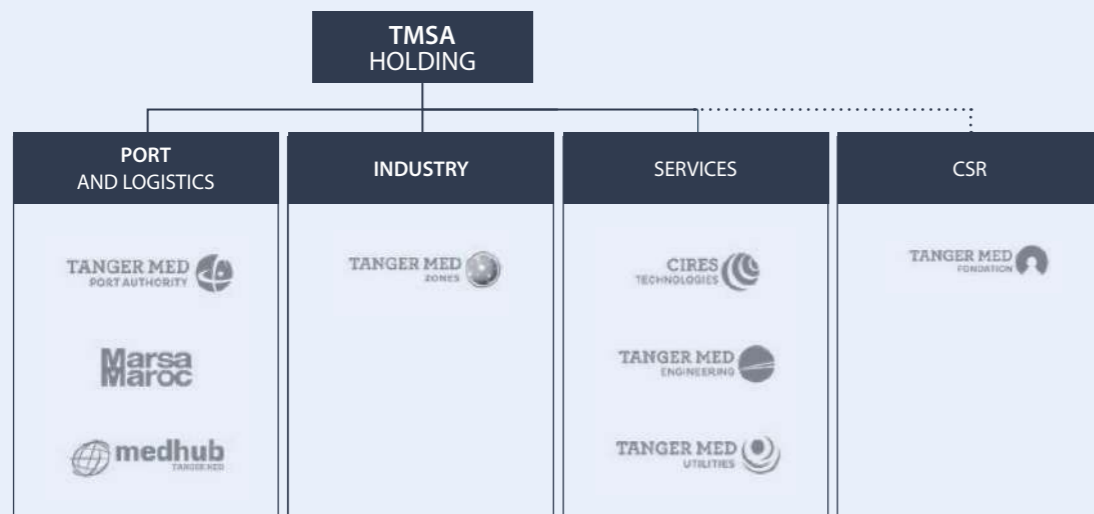 TMSA
HOLDING
PORT
AND LOGISTICS
INDUSTRY
SERVICES
CSR
TANGER MED
PORT AUTHORITY
Marsa
Maroc
medhub
TANGER MED
TANGER MED
ZONES
CIRES
TECHNOLOGIES
TANGER MED
ENGINEERING
TANGER MED
UTILITIES
TANGER MED
FONDATION